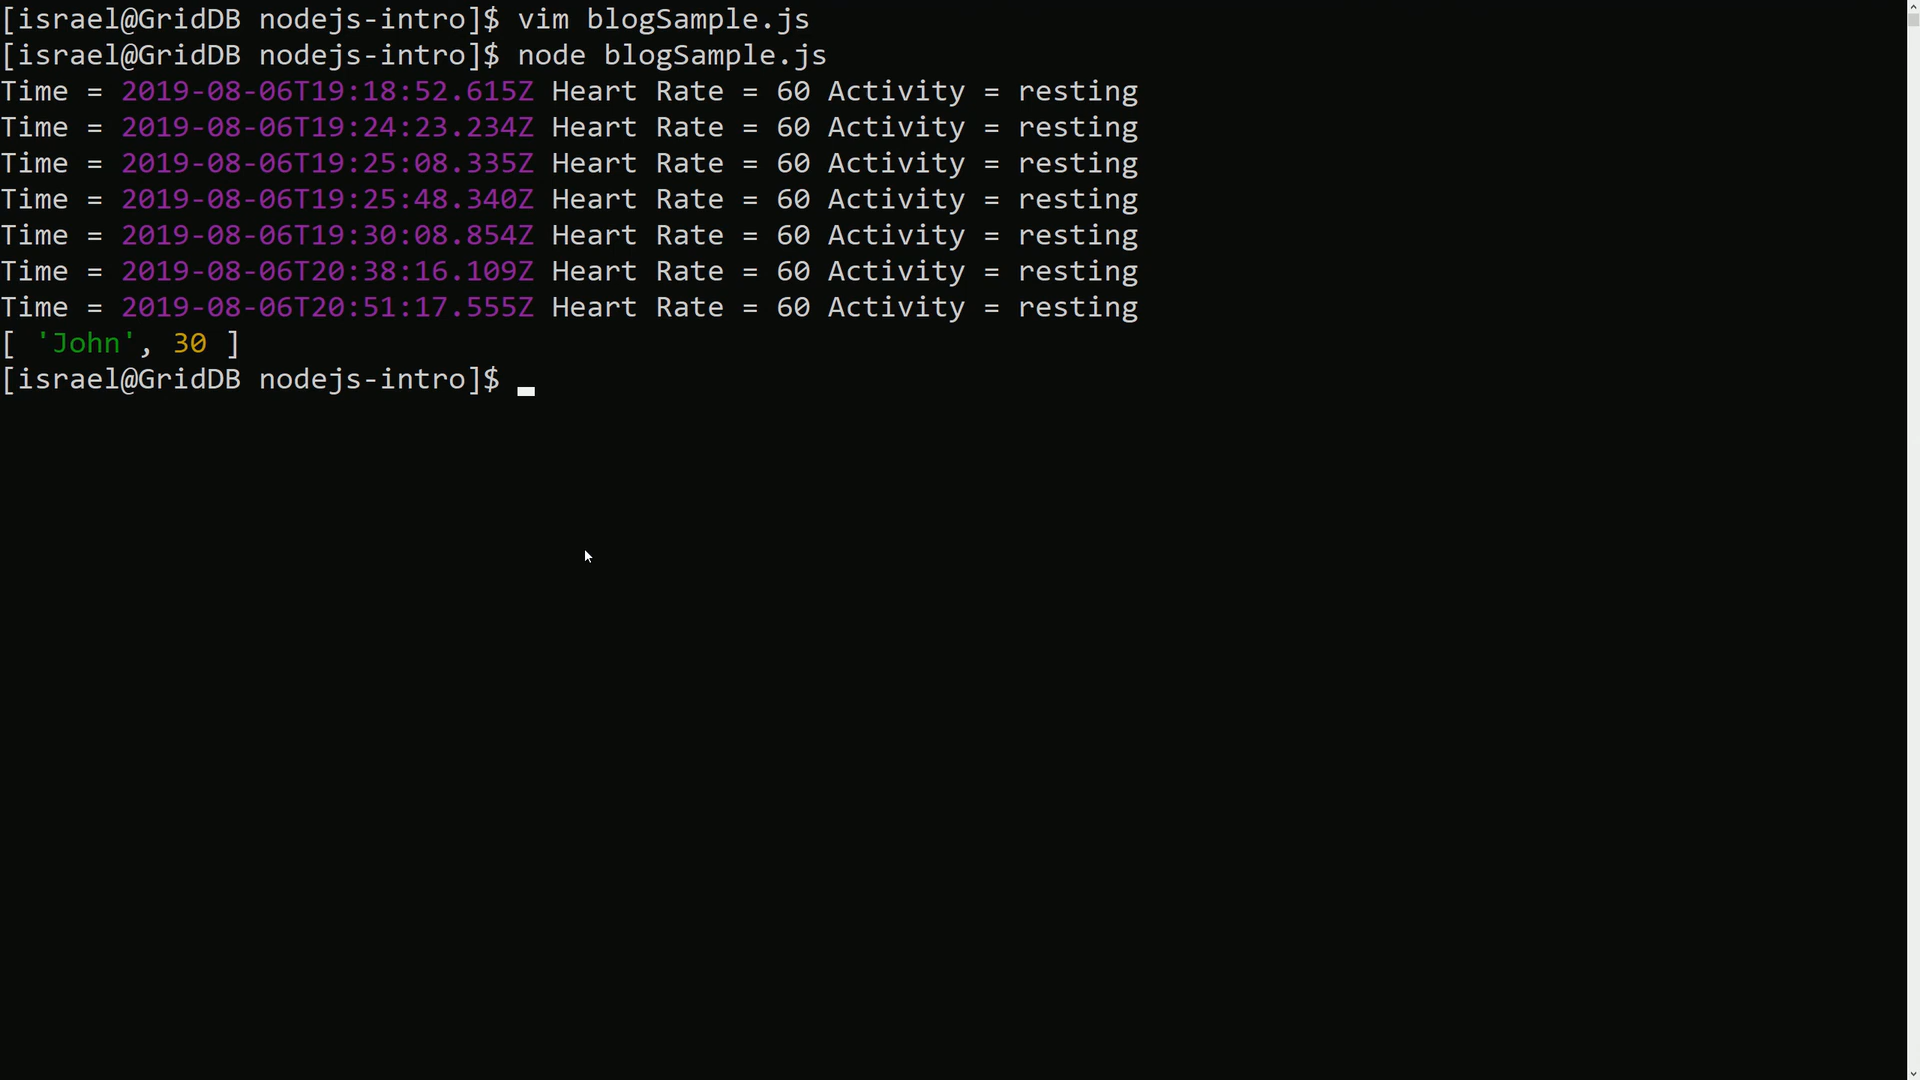 [israel@GridDB nodejs-intro]$ vim blogSample.js
[israel@GridDB nodejs-intro]$ node blogSample.js
Time = 2019-08-06T19:18:52.615Z Heart Rate = 60 Activity = resting
Time = 2019-08-06T19:24:23.234Z Heart Rate = 60 Activity = resting
Time = 2019-08-06T19:25:08.335Z Heart Rate = 60 Activity = resting
Time = 2019-08-06T19:25:48.340Z Heart Rate = 60 Activity = resting
Time = 2019-08-06T19:30:08.854Z Heart Rate = 60 Activity = resting
Time = 2019-08-06T20:38:16.109Z Heart Rate = 60 Activity = resting
Time = 2019-08-06T20:51:17.555Z Heart Rate = 60 Activity = resting
[ 'John', 30 ]
[israel@GridDB nodejs-intro]$